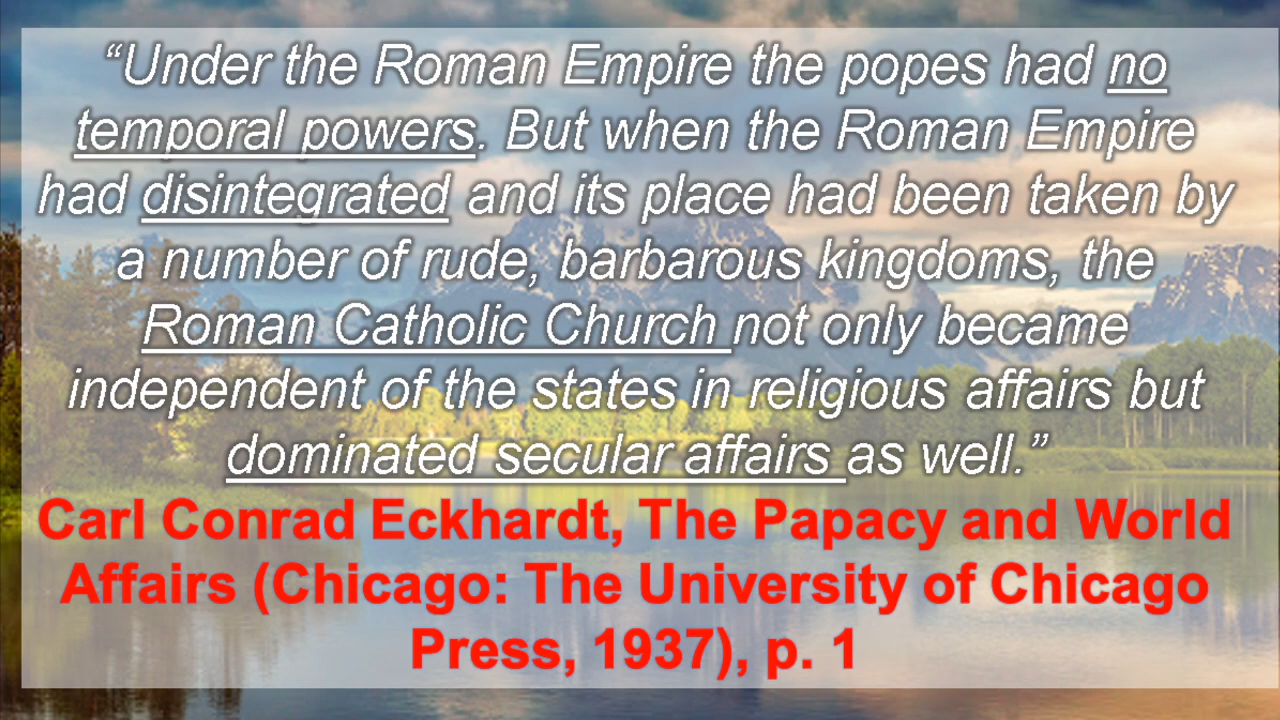 “Under the Roman Empire the popes had no
temporal powers. But when the Roman Empire
had disintegrated and its place had been taken by
a number of rude, barbarous kingdoms, the
Roman Catholic Church not only became
independent of the states in religious affairs but
dominated secular affairs as well.”
Carl Conrad Eckhardt, The Papacy and World
Affairs (Chicago: The University of Chicago
Press, 1937), p. 1